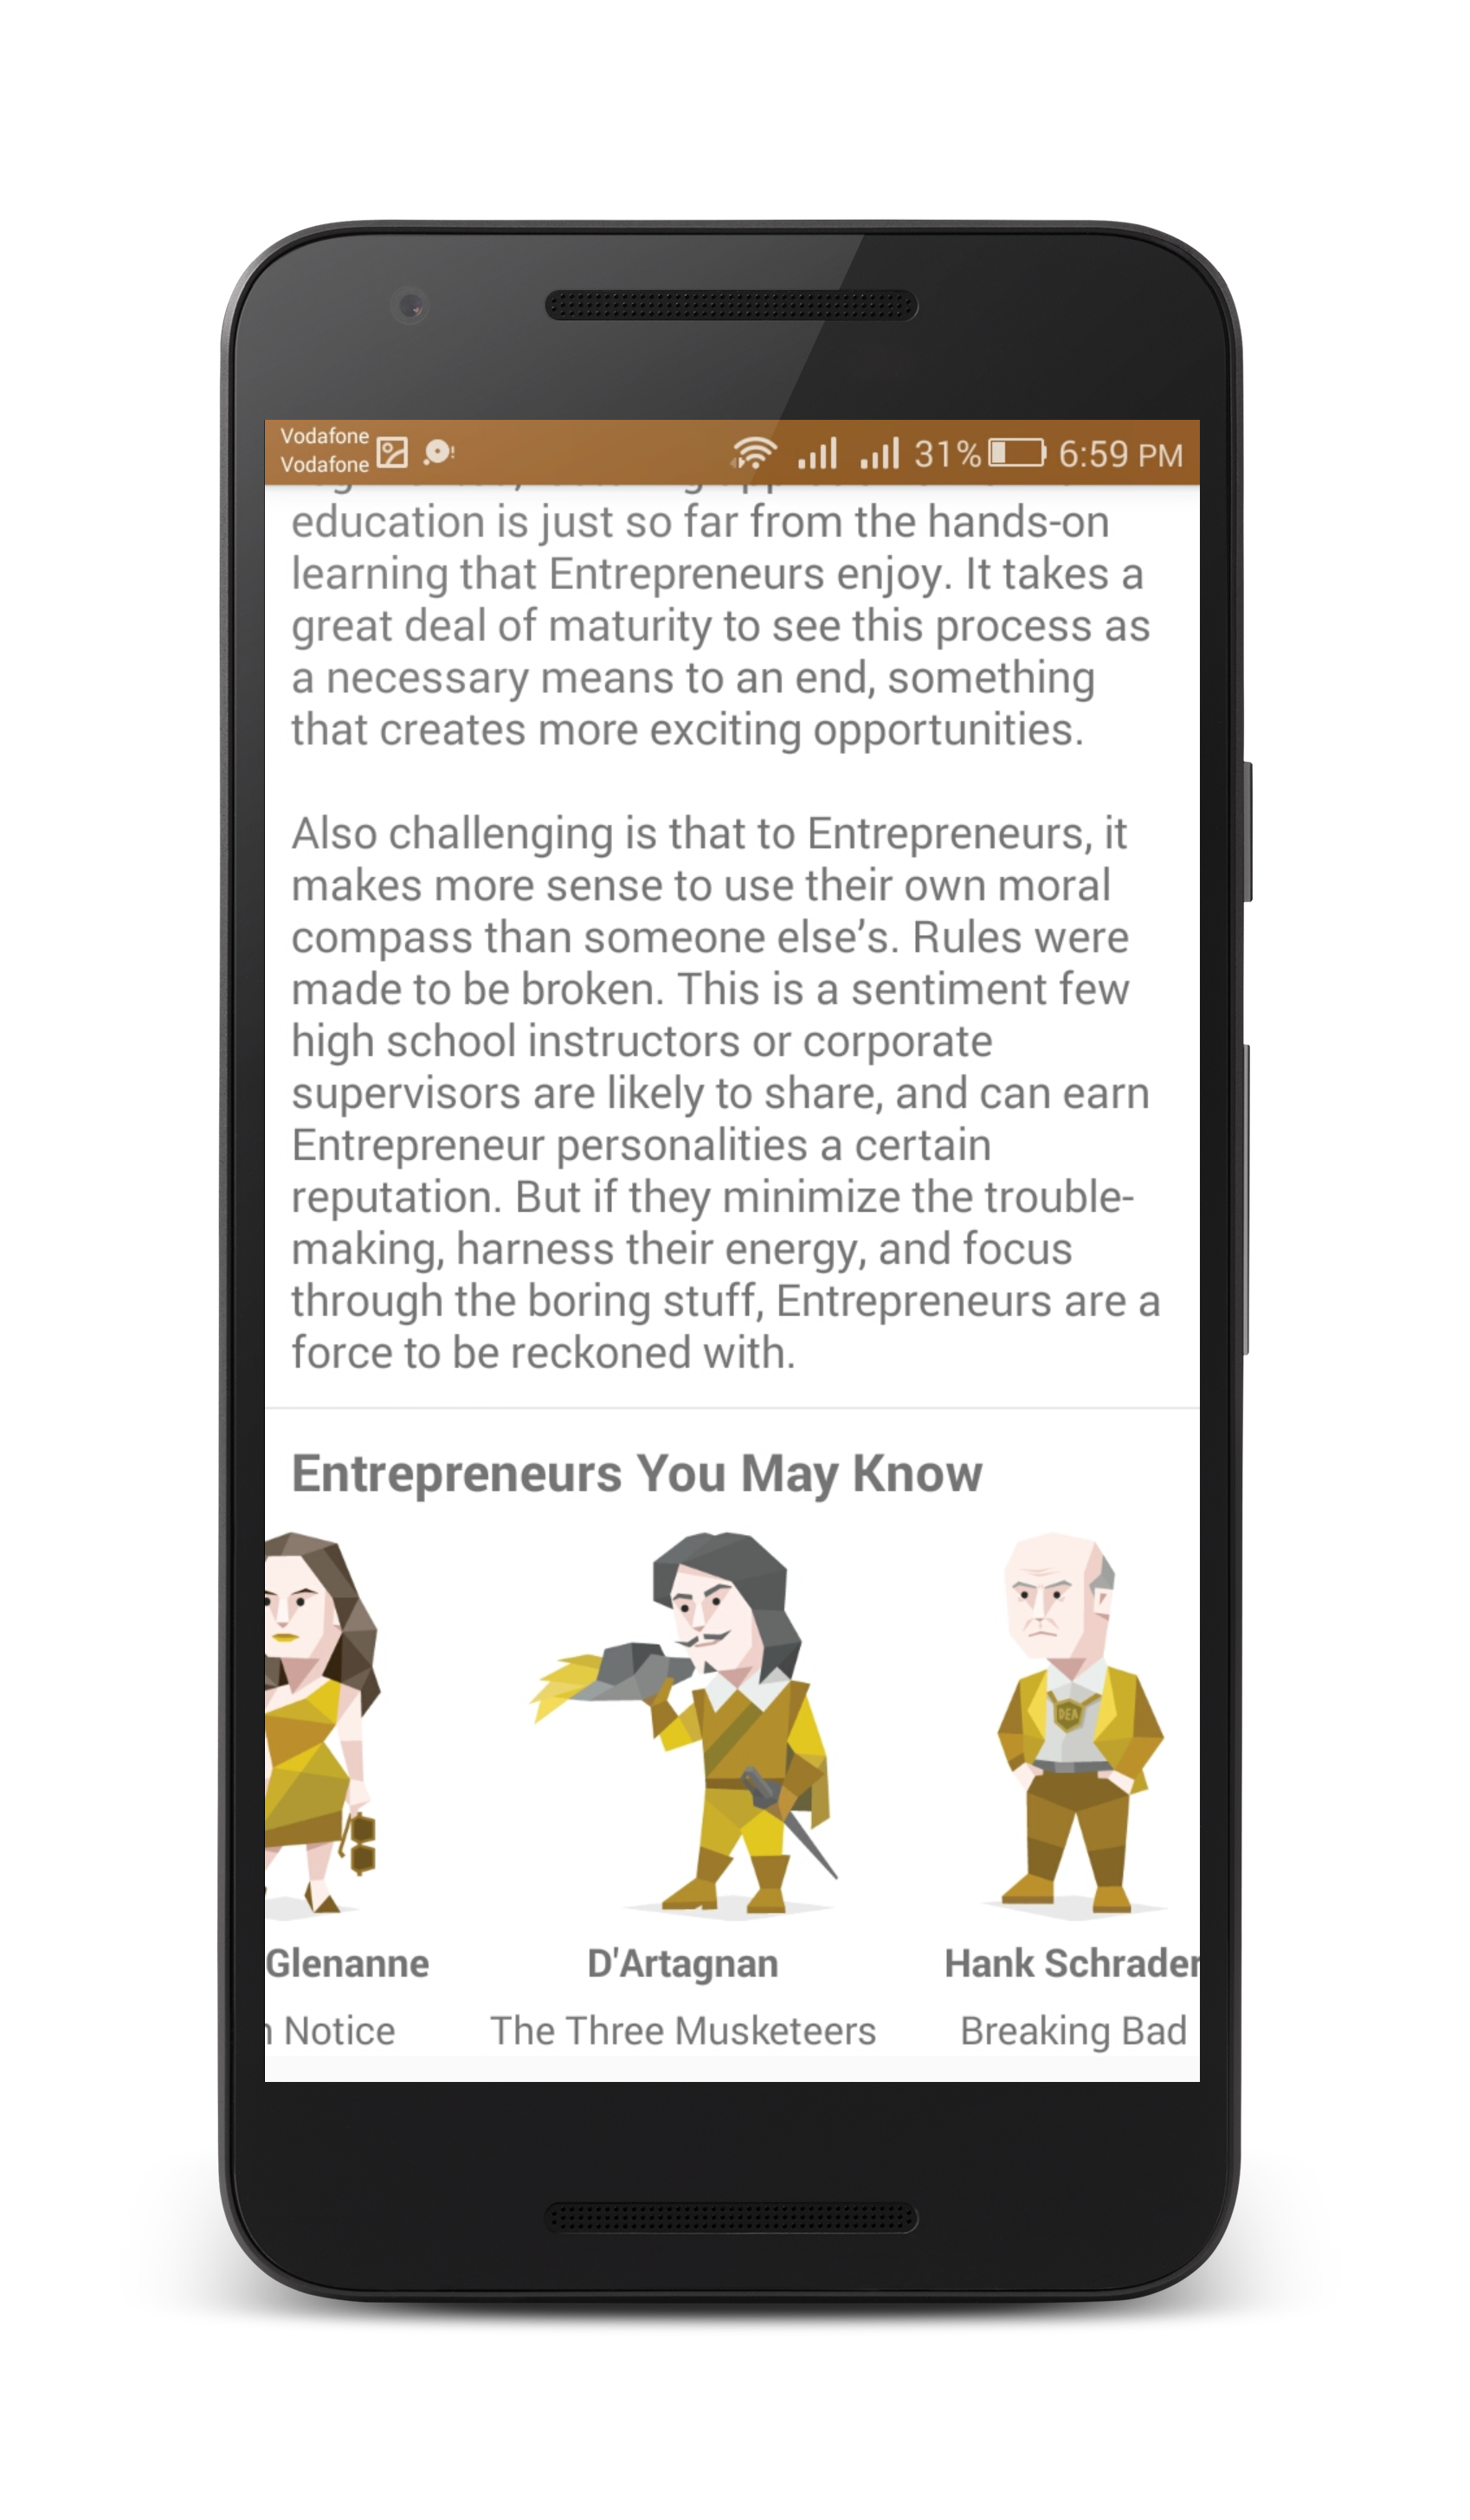 Vodafone
Vodafone
31% 6:59 PM
education is just so far from the hands-on
learning that Entrepreneurs enjoy. It takes a
great deal of maturity to see this process as
a necessary means to an end, something
that creates more exciting opportunities.
Also challenging is that to Entrepreneurs, it
makes more sense to use their own moral
compass than someone else’s. Rules were
made to be broken. This is a sentiment few
high school instructors or corporate
supervisors are likely to share, and can earn
Entrepreneur personalities a certain
reputation. But if they minimize the trouble-
making, harness their energy, and focus
through the boring stuff, Entrepreneurs are a
force to be reckoned with.
Entrepreneurs You May Know
DEA
Glenanne D'Artagnan Hank Schrader
Notice The Three Musketeers Breaking Bad